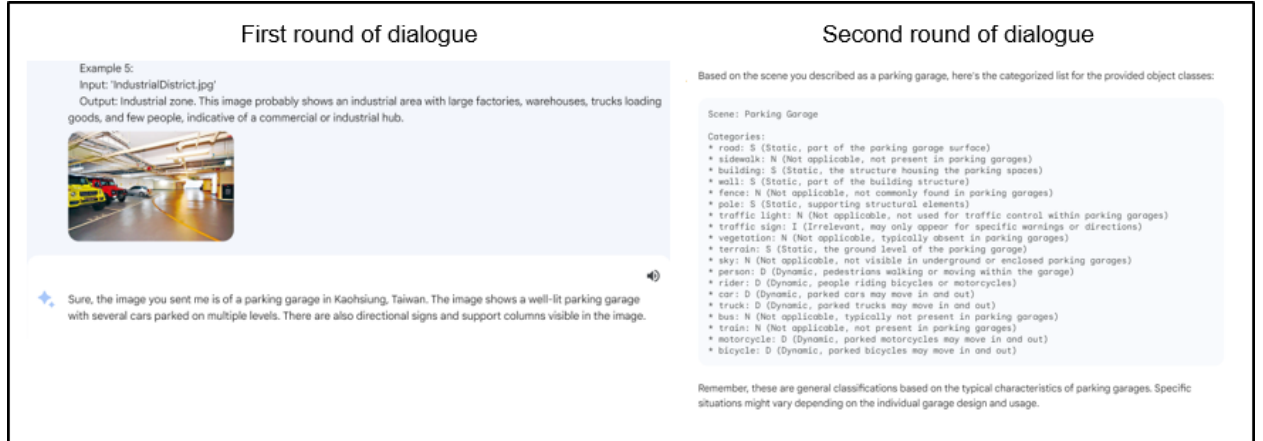 First round of dialogue
Example 5:
Input: 'IndustrialDistrict.jpg'
Output: Industrial zone. This image probably shows an industrial area with large factories, warehouses, trucks loading
goods, and few people, indicative of a commercial or industrial hub.
Sure, the image you sent me is of a parking garage in Kaohsiung, Taiwan. The image shows a well-lit parking garage
with several cars parked on multiple levels. There are also directional signs and support columns visible in the image.
Second round of dialogue
Based on the scene you described as a parking garage, here's the categorized list for the provided object classes:
Scene: Parking Garage
Categories:
* road: S (Static, part of the parking garage surface)
* sidewalk: N (Not applicable, not present in parking garages)
* building: S (Static, the structure housing the parking spaces)
* wall: S (Static, part of the building structure)
* fence: N (Not applicable, not commonly found in parking garages)
* pole: S (Static, supporting structural elements)
* traffic light: N (Not applicable, not used for traffic control within parking garages)
* traffic sign: I (Irrelevant, may only appear for specific warnings or directions)
* vegetation: N (Not applicable, typically absent in parking garages)
* terrain: S (Static, the ground level of the parking garage)
* sky: N (Not applicable, not visible in underground or enclosed parking garages)
* person: D (Dynamic, pedestrians walking or moving within the garage)
* rider: D (Dynamic, people riding bicycles or motorcycles)
* car: D (Dynamic, parked cars may move in and out)
* truck: D (Dynamic, parked trucks may move in and out)
* bus: N (Not applicable, typically not present in parking garages)
* train: N (Not applicable, not present in parking garages)
* motorcycle: D (Dynamic, parked motorcycles may move in and out)
* bicycle: D (Dynamic, parked bicycles may move in and out)
Remember, these are general classifications based on the typical characteristics of parking garages. Specific
situations might vary depending on the individual garage design and usage.